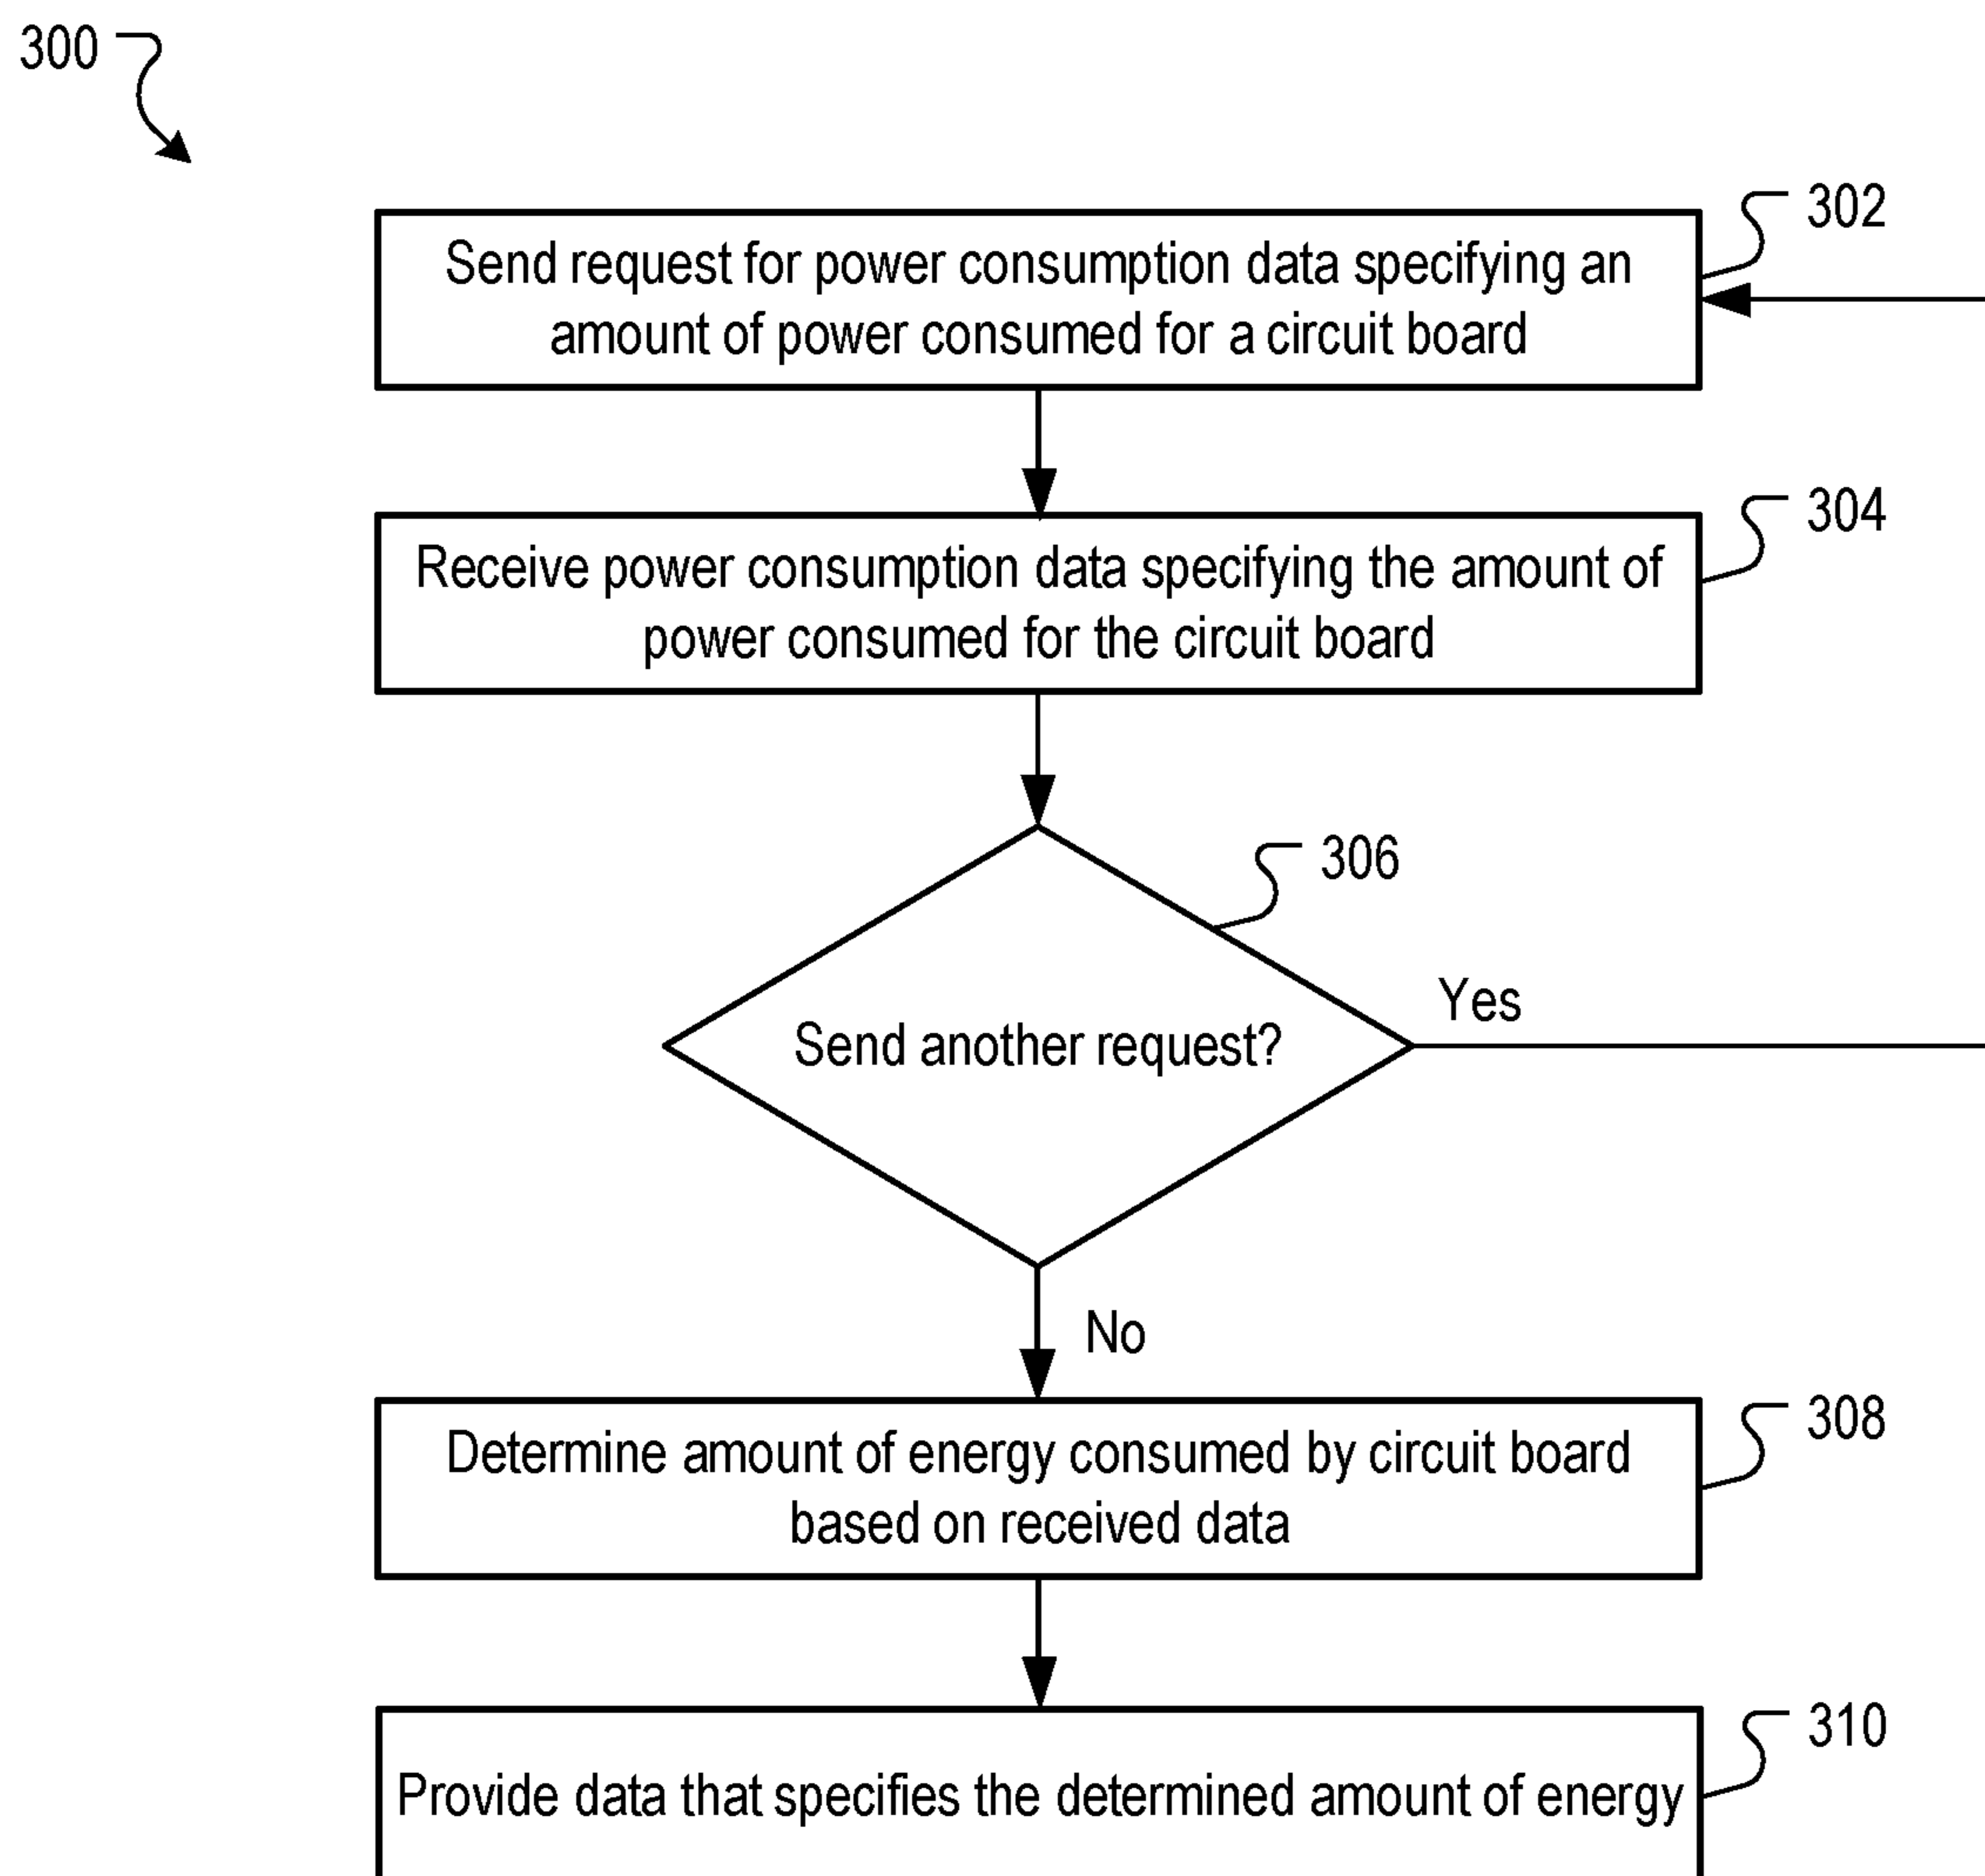 300
302
Send request for power consumption data specifying an
amount of power consumed for a circuit board
304
Receive power consumption data specifying the amount of
power consumed for the circuit board
306
Yes
Send another request?
No
308
Determine amount of energy consumed by circuit board
based on received data
310
Provide data that specifies the determined amount of energy